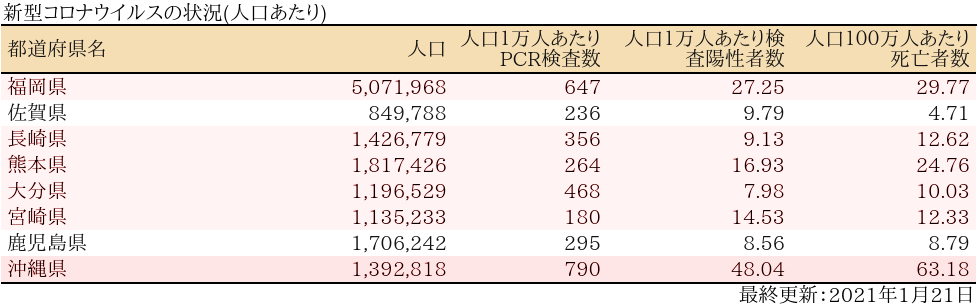 新型コロナウイルスの状況(人口あたり)
都道府県名 人口 人口1万人あたりPCR検査数 人口1万人あたり検査陽性者数 人口100万人あたり死亡者数
福岡県 5,071,968 647 27.25 29.77
佐賀県 849,788 236 9.79 4.71
長崎県 1,426,779 356 9.13 12.62
熊本県 1,817,426 264 16.93 24.76
大分県 1,196,529 468 7.98 10.03
宮崎県 1,135,233 180 14.53 12.33
鹿児島県 1,706,242 295 8.56 8.79
沖縄県 1,392,818 790 48.04 63.18
最終更新：2021年1月21日